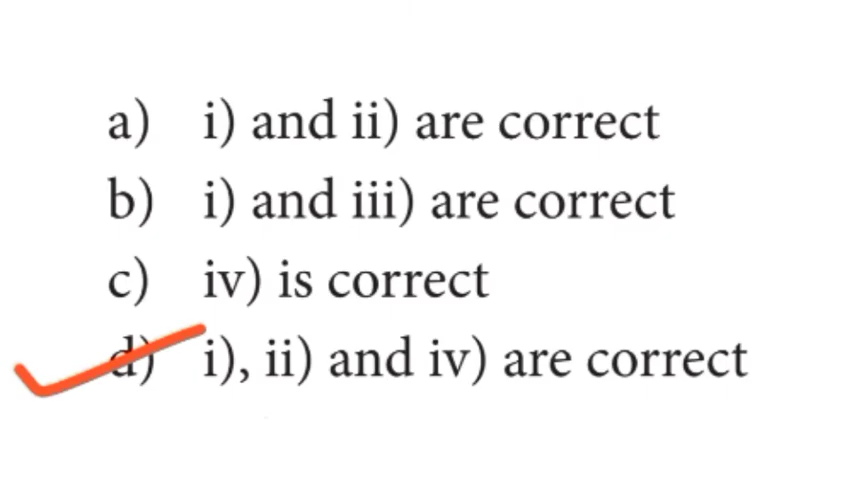 a) i) and ii) are correct
b) i) and iii) are correct
c) iv) is correct
d) i), ii) and iv) are correct